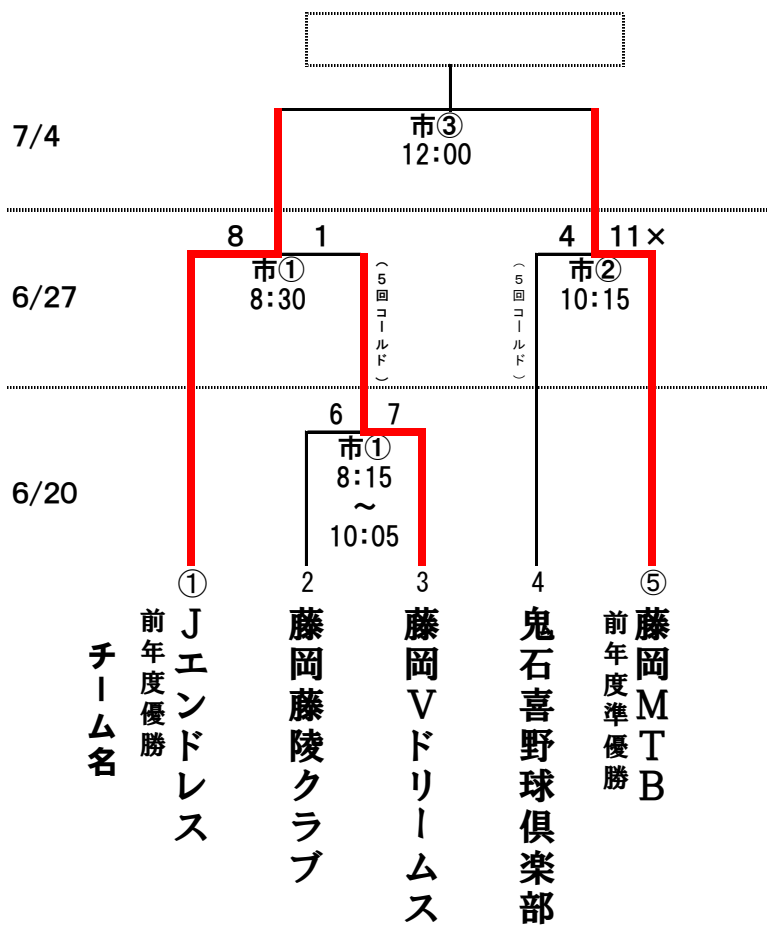 7/4
市③
12:00
8
1
4
11×
6/27
市①
8:30
（5回コールド）
（5回コールド）
市②
10:15
6
7
6/20
市①
8:15
～
10:05
①
2
3
4
⑤
チーム名
前年度優勝
Jエンドレス
藤岡藤陵クラブ
藤岡Vドリームス
鬼石喜野球倶楽部
前年度準優勝
藤岡MTB